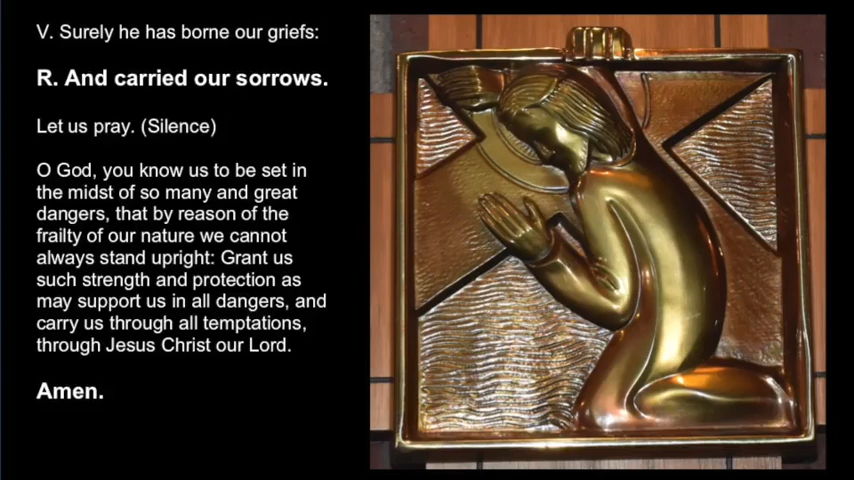 V. Surely he has borne our griefs:
R. And carried our sorrows.
Let us pray. (Silence)
O God, you know us to be set in
the midst of so many and great
dangers, that by reason of the
frailty of our nature we cannot
always stand upright: Grant us
such strength and protection as
may support us in all dangers, and
carry us through all temptations,
through Jesus Christ our Lord.
Amen.